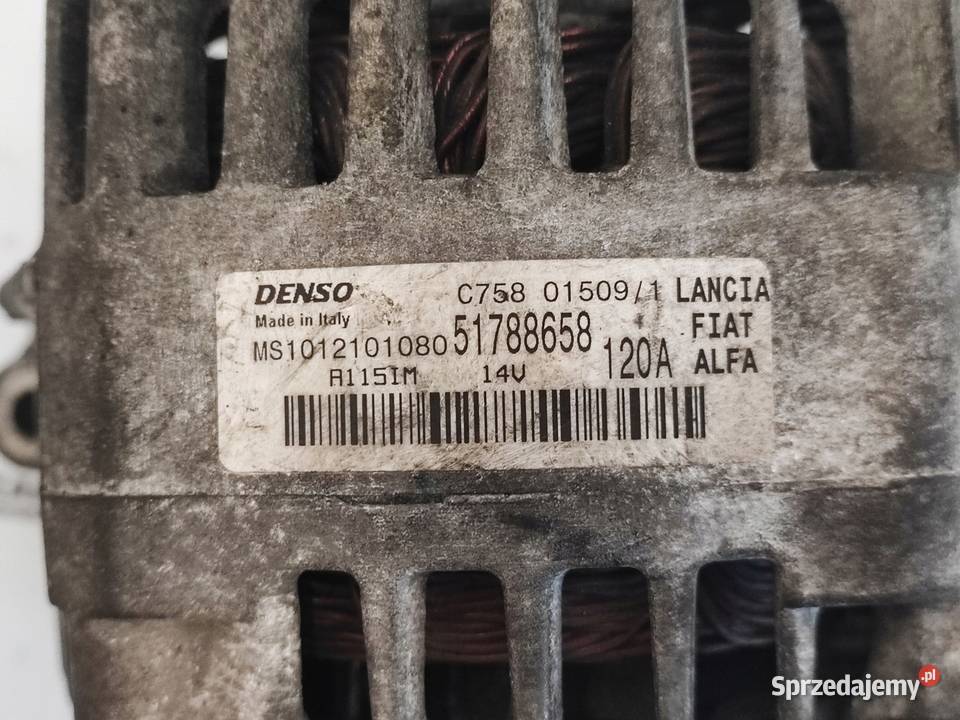 DENSO C758 01509/1 LANCIA
Made in Italy 51788658 FIAT
MS1012101080 120A ALFA
A115IM 14V
Sprzedajemy.pl